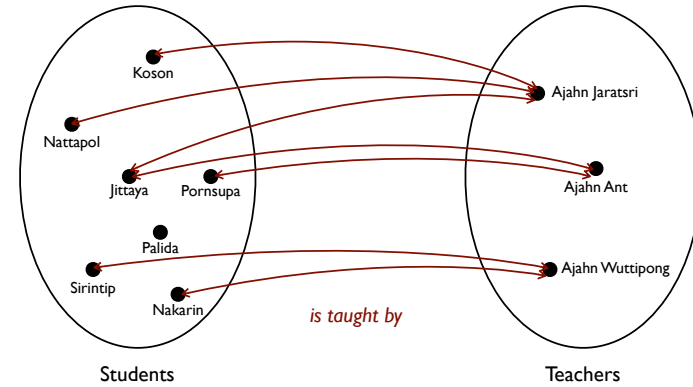 Koson
Ajahn Jaratsri
Nattapol
Jittaya
Pornsupa
Ajahn Ant
Palida
Sirintip
Ajahn Wuttipong
Nakarin
is taught by
Students
Teachers